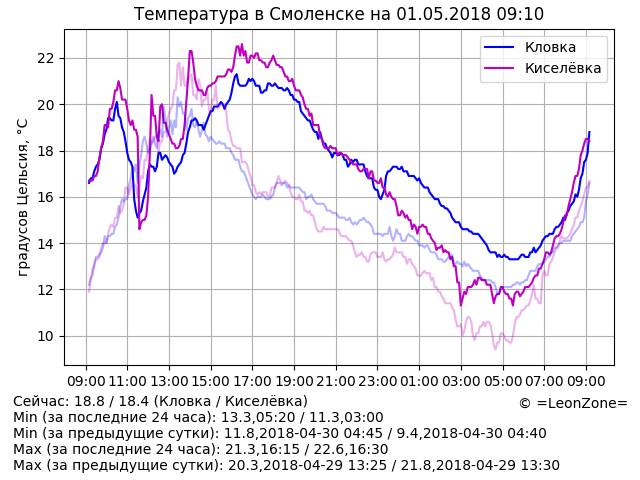 Температура в Смоленске на 01.05.2018 09:10
Кловка
Киселёвка
градусов Цельсия, °C
22
20
18
16
14
12
10
09:00 11:00 13:00 15:00 17:00 19:00 21:00 23:00 01:00 03:00 05:00 07:00 09:00
Сейчас: 18.8 / 18.4 (Кловка / Киселёвка)
© =LeonZone=
Min (за последние 24 часа): 13.3,05:20 / 11.3,03:00
Min (за предыдущие сутки): 11.8,2018-04-30 04:45 / 9.4,2018-04-30 04:40
Max (за последние 24 часа): 21.3,16:15 / 22.6,16:30
Max (за предыдущие сутки): 20.3,2018-04-29 13:25 / 21.8,2018-04-29 13:30